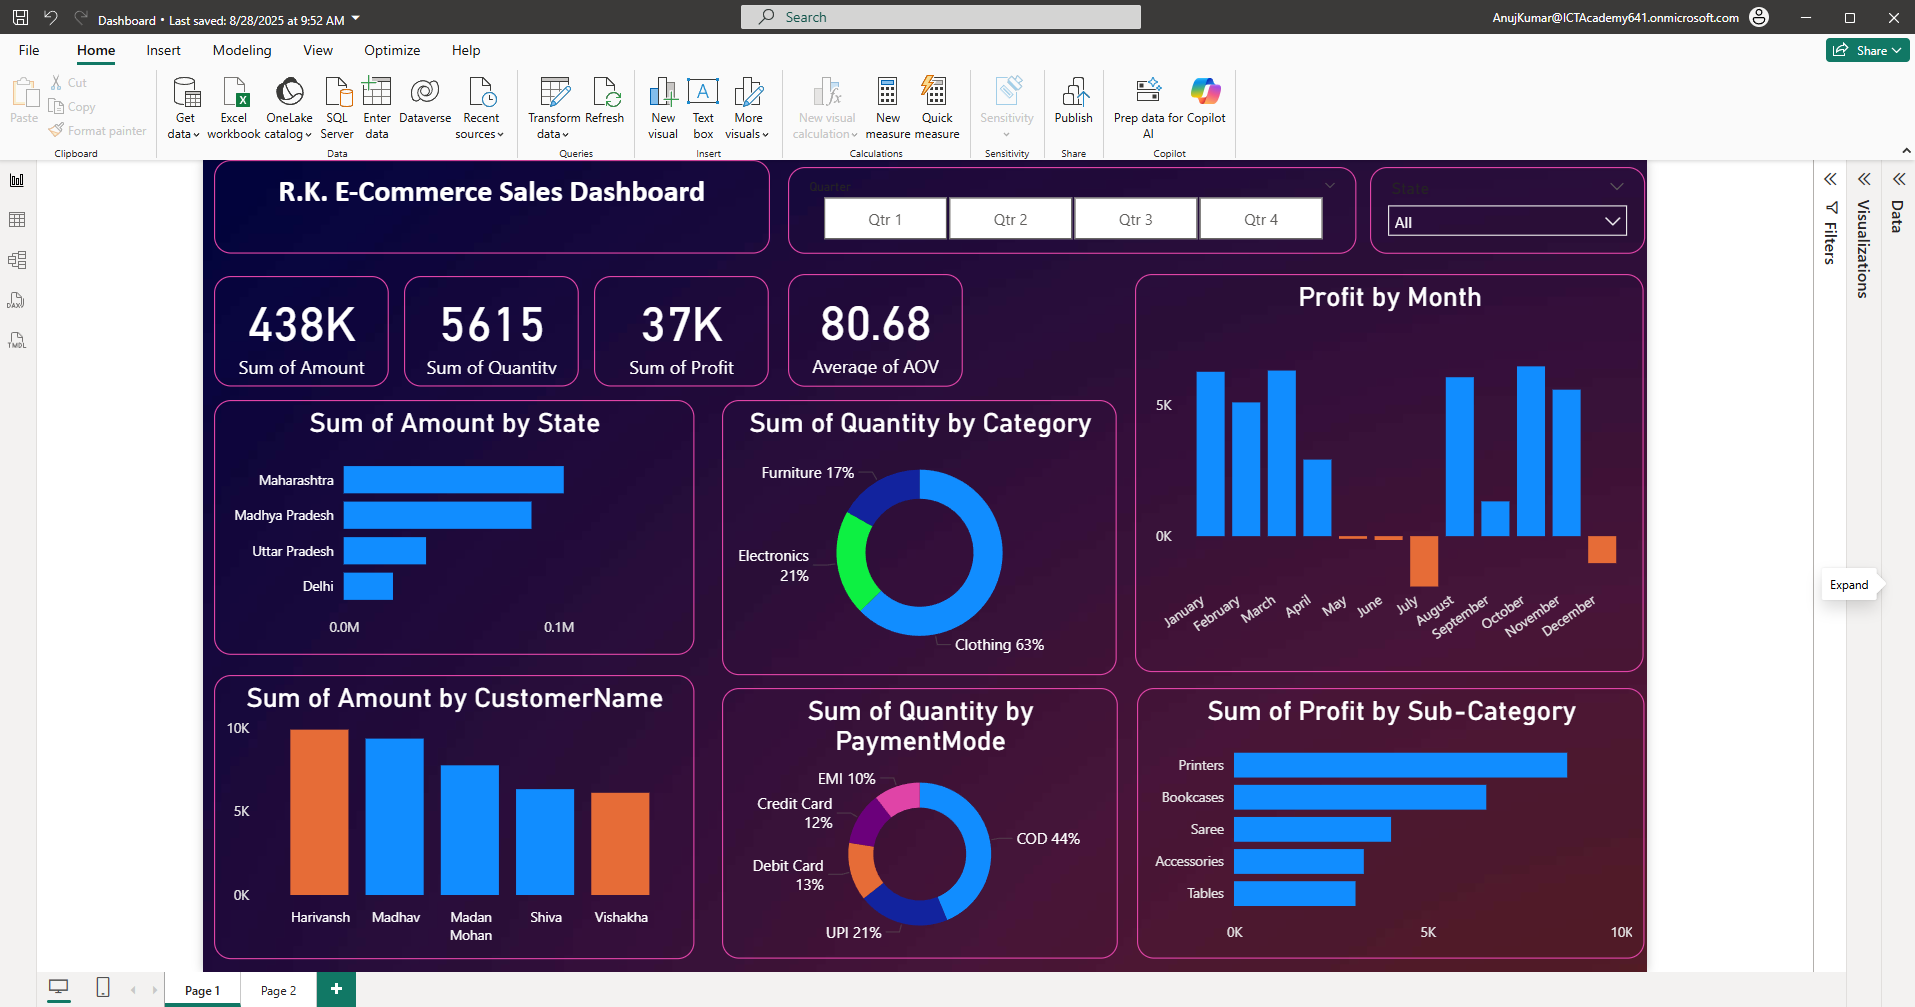 Dashboard • Last saved: 8/28/2025 at 9:52 AM
Search
AnujKumar@ICTAcademy641.onmicrosoft.com
File Home Insert Modeling View Optimize Help
Share
Paste
Cut
Copy
Format painter
Clipboard
Get data
Excel workbook
OneLake catalog
SQL Server
Enter data
Dataverse
Recent sources
Data
Transform data
Refresh
Queries
New visual
Text box
More visuals
Insert
New visual calculation
New measure
Quick measure
Calculations
Sensitivity
Sensitivity
Publish
Share
Prep data for AI
Copilot
Copilot
R.K. E-Commerce Sales Dashboard
Quarter
Qtr 1 Qtr 2 Qtr 3 Qtr 4
State
All
438K
Sum of Amount
5615
Sum of Quantity
37K
Sum of Profit
80.68
Average of AOV
Profit by Month
5K
0K
January
February
March
April
May
June
July
August
September
October
November
December
Sum of Amount by State
Maharashtra
Madhya Pradesh
Uttar Pradesh
Delhi
0.0M 0.1M
Sum of Quantity by Category
Furniture 17%
Electronics
21%
Clothing 63%
Sum of Amount by CustomerName
10K
5K
0K
Harivansh
Madhav
Madan
Mohan
Shiva
Vishakha
Sum of Quantity by
PaymentMode
EMI 10%
Credit Card
12%
Debit Card
13%
UPI 21%
COD 44%
Sum of Profit by Sub-Category
Printers
Bookcases
Saree
Accessories
Tables
0K 5K 10K
Filters
Visualizations
Data
Expand
DAX
TMDL
Page 1
Page 2